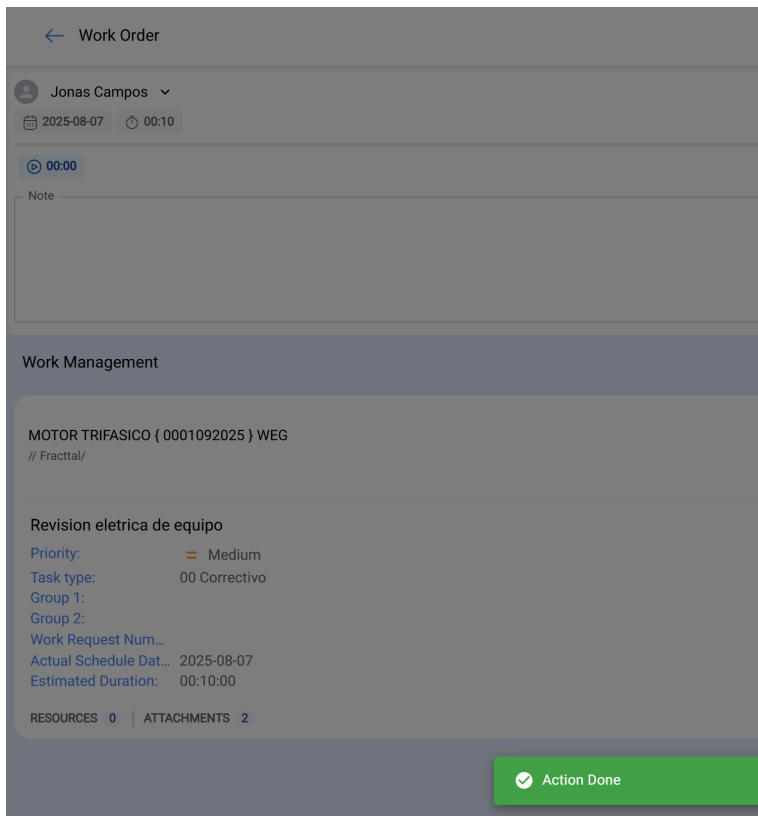 Work Order
Jonas Campos
2025-08-07 00:10
00:00
Note
Work Management
MOTOR TRIFASICO { 0001092025 } WEG
// Fracttal/
Revision eletrica de equipo
Priority: Medium
Task type: 00 Correctivo
Group 1:
Group 2:
Work Request Num...
Actual Schedule Dat... 2025-08-07
Estimated Duration: 00:10:00
RESOURCES 0 ATTACHMENTS 2
Action Done